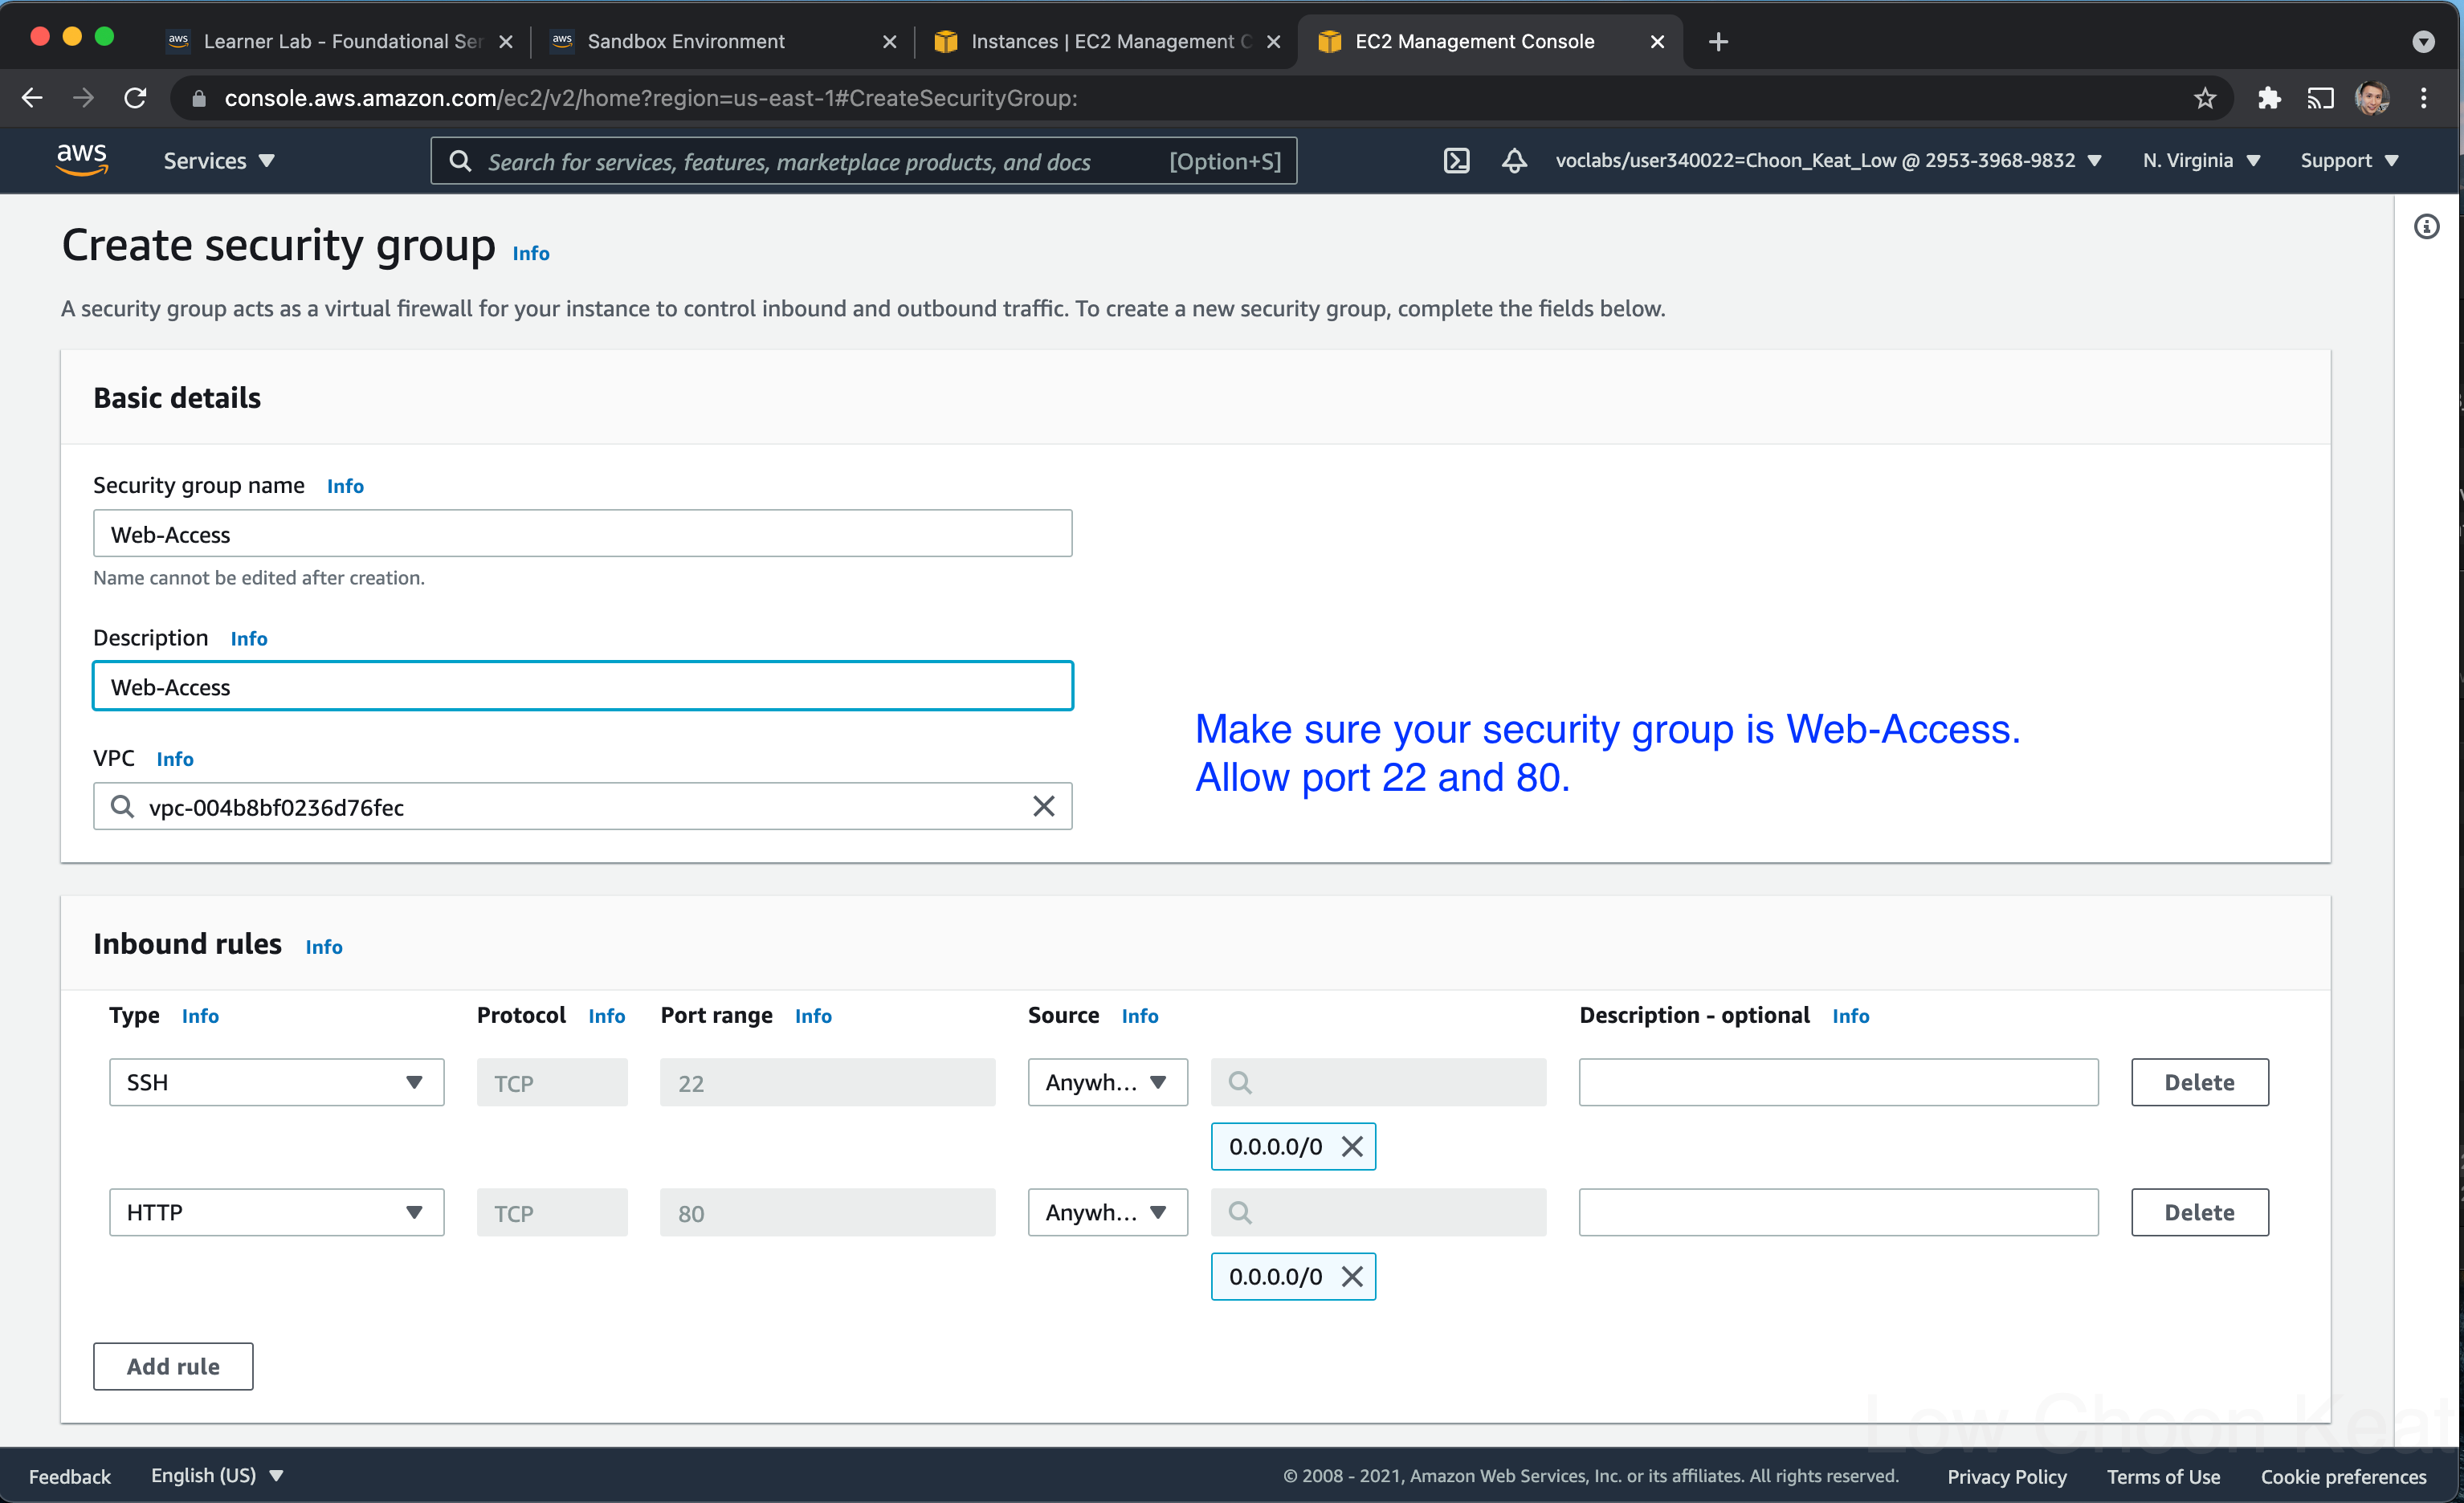 Learner Lab - Foundational Ser
Sandbox Environment
Instances | EC2 Management C
EC2 Management Console
console.aws.amazon.com/ec2/v2/home?region=us-east-1#CreateSecurityGroup:
aws
Services
Search for services, features, marketplace products, and docs
[Option+S]
voclabs/user340022=Choon_Keat_Low @ 2953-3968-9832
N. Virginia
Support
Create security group Info
A security group acts as a virtual firewall for your instance to control inbound and outbound traffic. To create a new security group, complete the fields below.
Basic details
Security group name Info
Web-Access
Name cannot be edited after creation.
Description Info
Web-Access
VPC Info
vpc-004b8bf0236d76fec
Make sure your security group is Web-Access.
Allow port 22 and 80.
Inbound rules Info
Type Info Protocol Info Port range Info Source Info Description - optional Info
SSH TCP 22 Anywh... Delete
0.0.0.0/0
HTTP TCP 80 Anywh... Delete
0.0.0.0/0
Add rule
Low Choon Keat
Feedback English (US) © 2008 - 2021, Amazon Web Services, Inc. or its affiliates. All rights reserved. Privacy Policy Terms of Use Cookie preferences